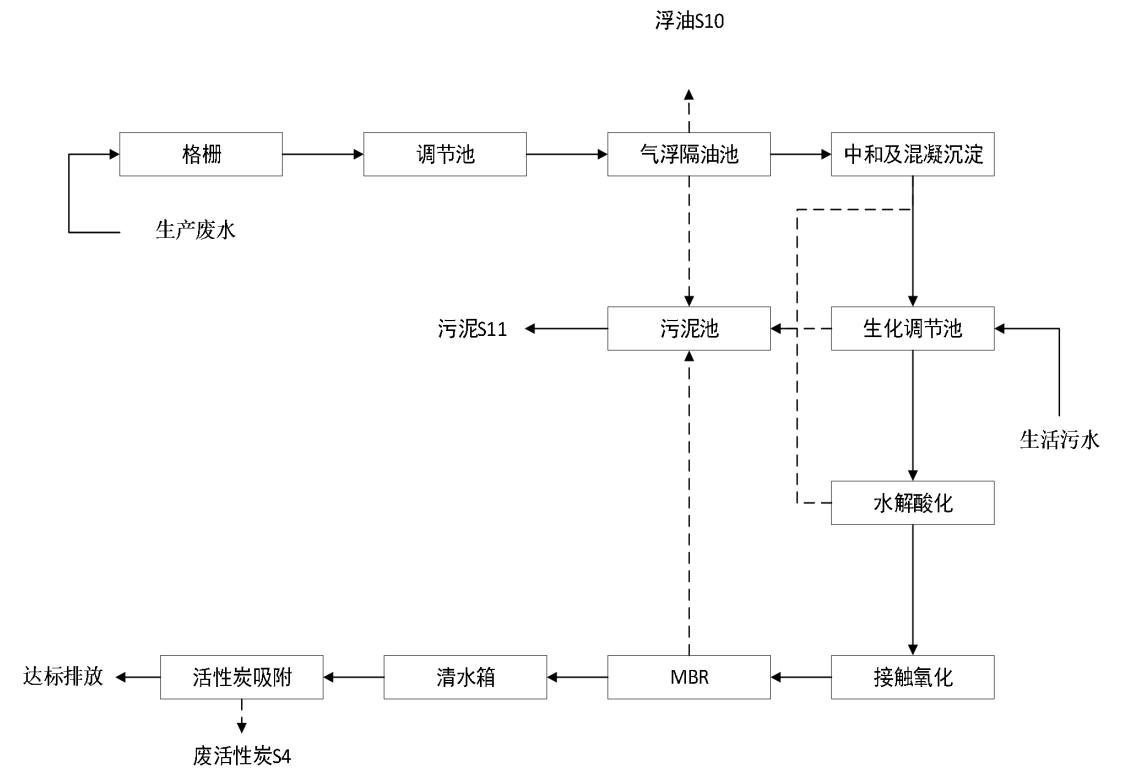 浮油S10
格栅
调节池
气浮隔油池
中和及混凝沉淀
生产废水
污泥S11
污泥池
生化调节池
生活污水
水解酸化
达标排放
活性炭吸附
清水箱
MBR
接触氧化
废活性炭S4